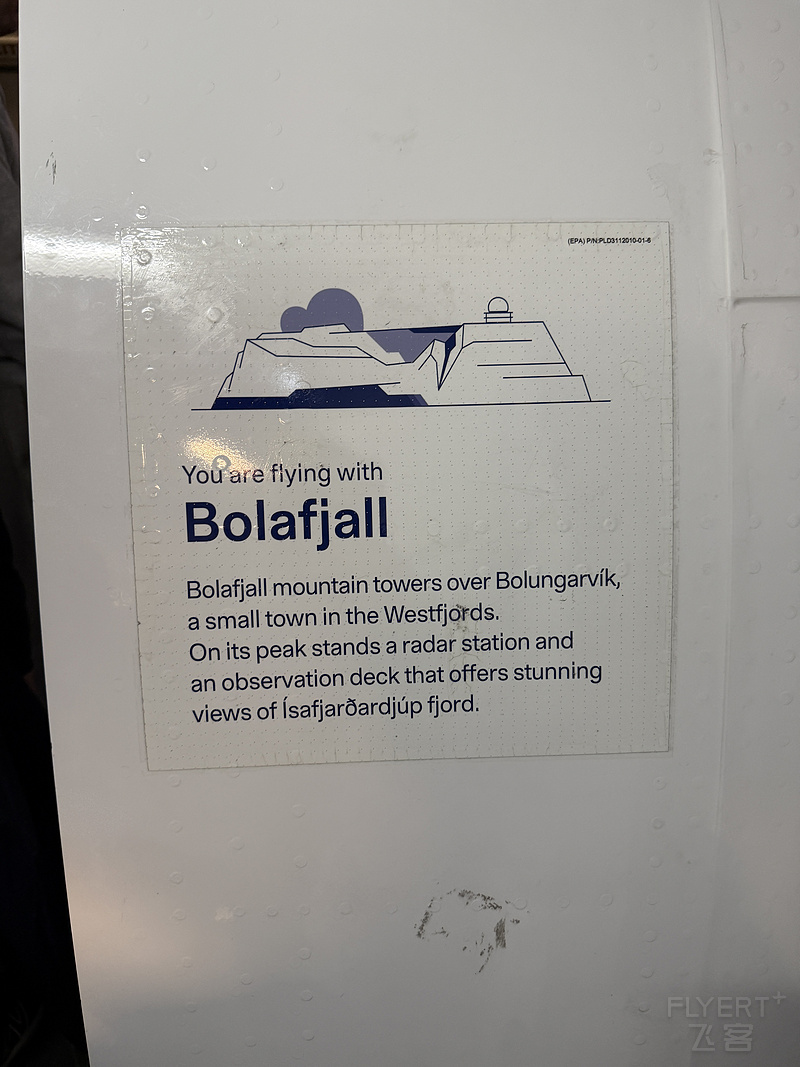 (EPA) P/N:PLD3112010-01-6
You are flying with
Bolafjall
Bolafjall mountain towers over Bolungarvík,
a small town in the Westfjords.
On its peak stands a radar station and
an observation deck that offers stunning
views of Ísafjarðardjúp fjord.
FLYERT+
飞客